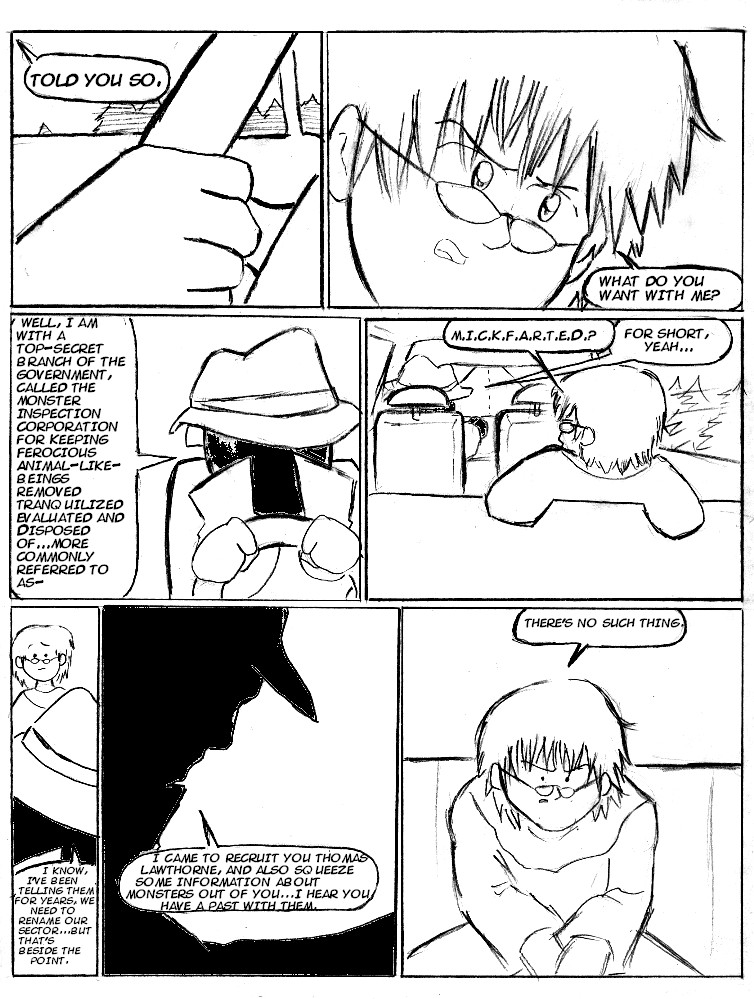 TOLD YOU SO.
WHAT DO YOU
WANT WITH ME?
WELL, I AM
WITH A
TOP-SECRET
BRANCH OF THE
GOVERNMENT,
CALLED THE
MONSTER
INSPECTION
CORPORATION
FOR KEEPING
FEROCIOUS
ANIMAL-LIKE-
BEINGS
REMOVED
TRANQUILIZED
EVALUATED AND
DISPOSED
OF...MORE
COMMONLY
REFERRED TO
AS-
M.I.C.K.F.A.R.T.E.D.?
FOR SHORT,
YEAH...
I KNOW,
I'VE BEEN
TELLING THEM
FOR YEARS, WE
NEED TO
RENAME OUR
SECTOR...BUT
THAT'S
BESIDE THE
POINT.
I CAME TO RECRUIT YOU THOMAS
LAWTHORNE, AND ALSO SQUEEZE
SOME INFORMATION ABOUT
MONSTERS OUT OF YOU...I HEAR YOU
HAVE A PAST WITH THEM.
THERE'S NO SUCH THING.